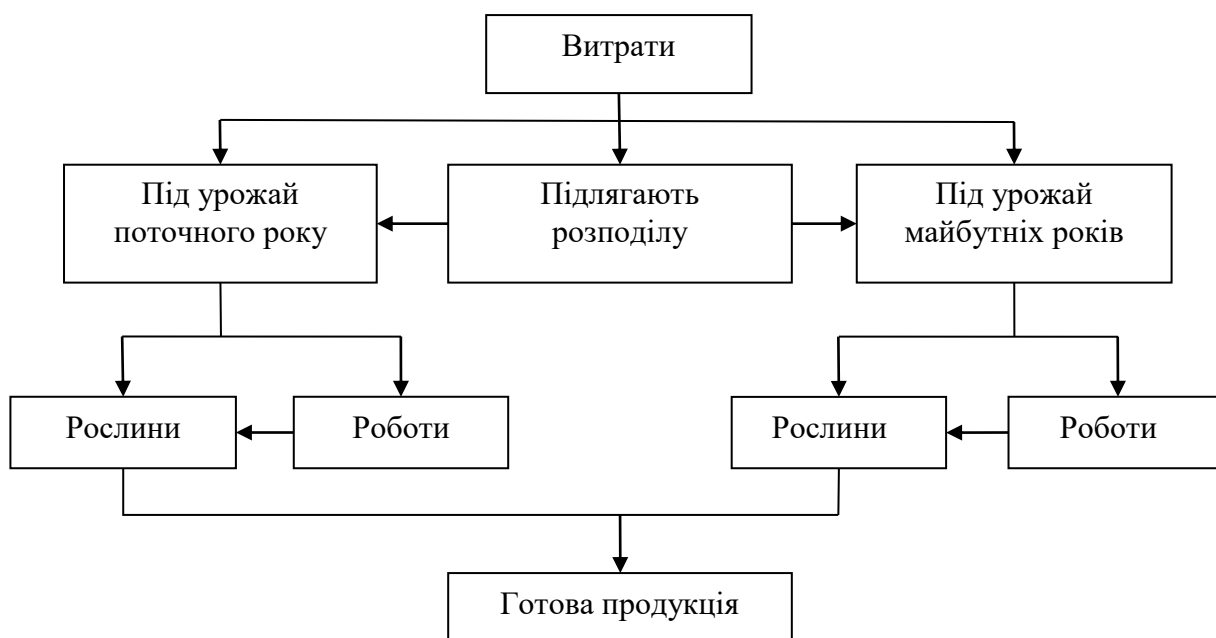 Витрати
Під урожай
поточного року
Підлягають
розподілу
Під урожай
майбутніх років
Рослини
Роботи
Рослини
Роботи
Готова продукція